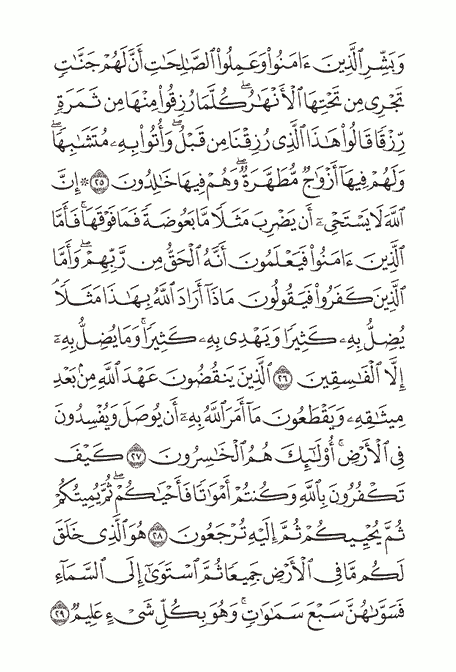 وَبَشِّرِ ٱلَّذِينَ ءَامَنُوا۟ وَعَمِلُوا۟ ٱلصَّٰلِحَٰتِ أَنَّ لَهُمْ جَنَّٰتٍ
تَجْرِى مِن تَحْتِهَا ٱلْأَنْهَٰرُ ۖ كُلَّمَا رُزِقُوا۟ مِنْهَا مِن ثَمَرَةٍ
رِّزْقًا قَالُوا۟ هَٰذَا ٱلَّذِى رُزِقْنَا مِن قَبْلُ ۖ وَأُتُوا۟ بِهِۦ مُتَشَٰبِهًا ۖ
وَلَهُمْ فِيهَآ أَزْوَٰجٌ مُّطَهَّرَةٌ ۖ وَهُمْ فِيهَا خَٰلِدُونَ ٢٥ ۞ إِنَّ
ٱللَّهَ لَا يَسْتَحْىِۦٓ أَن يَضْرِبَ مَثَلًا مَّا بَعُوضَةً فَمَا فَوْقَهَا ۚ فَأَمَّا
ٱلَّذِينَ ءَامَنُوا۟ فَيَعْلَمُونَ أَنَّهُ ٱلْحَقُّ مِن رَّبِّهِمْ ۖ وَأَمَّا
ٱلَّذِينَ كَفَرُوا۟ فَيَقُولُونَ مَاذَآ أَرَادَ ٱللَّهُ بِهَٰذَا مَثَلًا ۘ
يُضِلُّ بِهِۦ كَثِيرًا وَيَهْدِى بِهِۦ كَثِيرًا ۚ وَمَا يُضِلُّ بِهِۦٓ
إِلَّا ٱلْفَٰسِقِينَ ٢٦ ٱلَّذِينَ يَنقُضُونَ عَهْدَ ٱللَّهِ مِنۢ بَعْدِ
مِيثَٰقِهِۦ وَيَقْطَعُونَ مَآ أَمَرَ ٱللَّهُ بِهِۦٓ أَن يُوصَلَ وَيُفْسِدُونَ
فِى ٱلْأَرْضِ ۚ أُو۟لَٰٓئِكَ هُمُ ٱلْخَٰسِرُونَ ٢٧ كَيْفَ
تَكْفُرُونَ بِٱللَّهِ وَكُنتُمْ أَمْوَٰتًا فَأَحْيَٰكُمْ ۖ ثُمَّ يُمِيتُكُمْ
ثُمَّ يُحْيِيكُمْ ثُمَّ إِلَيْهِ تُرْجَعُونَ ٢٨ هُوَ ٱلَّذِى خَلَقَ
لَكُم مَّا فِى ٱلْأَرْضِ جَمِيعًا ثُمَّ ٱسْتَوَىٰٓ إِلَى ٱلسَّمَآءِ
فَسَوَّىٰهُنَّ سَبْعَ سَمَٰوَٰتٍ ۚ وَهُوَ بِكُلِّ شَىْءٍ عَلِيمٌ ٢٩